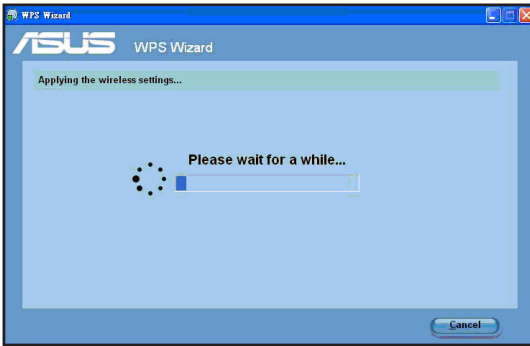 WPS Wizard
ASUS WPS Wizard
Applying the wireless settings...
Please wait for a while...
Cancel